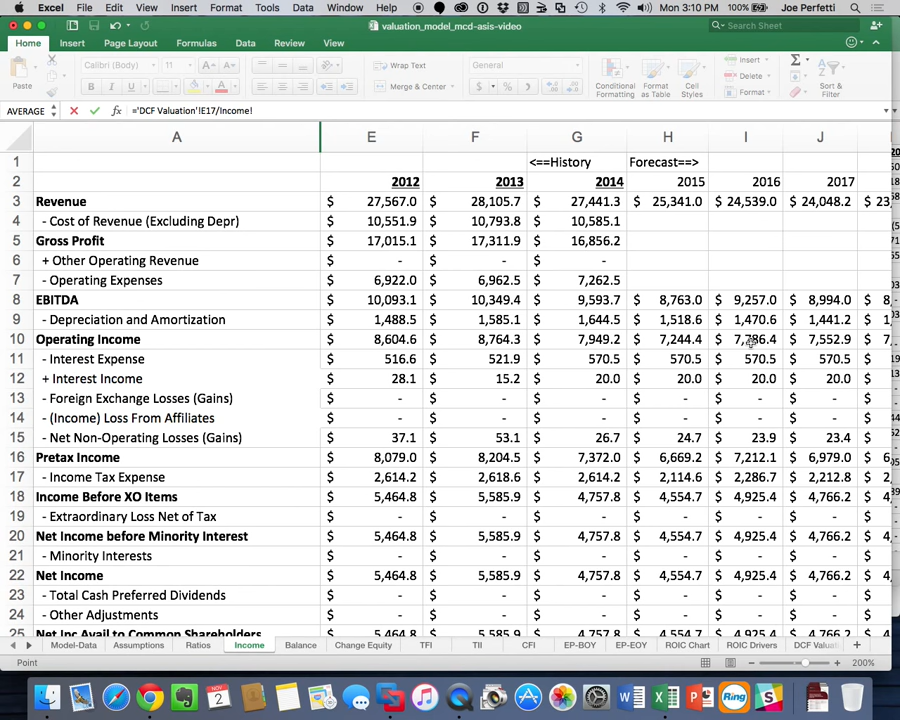 Excel File Edit View Insert Format Tools Data Window Help 100% Mon 3:10 PM Joe Perfetti
valuation_model_mcd-asis-video Search Sheet
Home Insert Page Layout Formulas Data Review View
Paste Calibri (Body) 11 A A Wrap Text General Conditional Formatting Format as Table Cell Styles Insert Delete Format Sort & Filter
B I U A Merge & Center $ % )
AVERAGE fx ='DCF Valuation'!E17/Income!
A E F G H I J
1 <==History Forecast==>
2 2012 2013 2014 2015 2016 2017
3 Revenue $ 27,567.0 $ 28,105.7 $ 27,441.3 $ 25,341.0 $ 24,539.0 $ 24,048.2 $ 23,
4 - Cost of Revenue (Excluding Depr) $ 10,551.9 $ 10,793.8 $ 10,585.1
5 Gross Profit $ 17,015.1 $ 17,311.9 $ 16,856.2
6 + Other Operating Revenue $ - $ - $ -
7 - Operating Expenses $ 6,922.0 $ 6,962.5 $ 7,262.5
8 EBITDA $ 10,093.1 $ 10,349.4 $ 9,593.7 $ 8,763.0 $ 9,257.0 $ 8,994.0 $ 8,
9 - Depreciation and Amortization $ 1,488.5 $ 1,585.1 $ 1,644.5 $ 1,518.6 $ 1,470.6 $ 1,441.2 $ 1,
10 Operating Income $ 8,604.6 $ 8,764.3 $ 7,949.2 $ 7,244.4 $ 7,786.4 $ 7,552.9 $ 7,
11 - Interest Expense $ 516.6 $ 521.9 $ 570.5 $ 570.5 $ 570.5 $ 570.5 $
12 + Interest Income $ 28.1 $ 15.2 $ 20.0 $ 20.0 $ 20.0 $ 20.0 $
13 - Foreign Exchange Losses (Gains) $ - $ - $ - $ - $ - $ - $
14 - (Income) Loss From Affiliates $ - $ - $ - $ - $ - $ - $
15 - Net Non-Operating Losses (Gains) $ 37.1 $ 53.1 $ 26.7 $ 24.7 $ 23.9 $ 23.4 $
16 Pretax Income $ 8,079.0 $ 8,204.5 $ 7,372.0 $ 6,669.2 $ 7,212.1 $ 6,979.0 $ 6,
17 - Income Tax Expense $ 2,614.2 $ 2,618.6 $ 2,614.2 $ 2,114.6 $ 2,286.7 $ 2,212.8 $ 2,
18 Income Before XO Items $ 5,464.8 $ 5,585.9 $ 4,757.8 $ 4,554.7 $ 4,925.4 $ 4,766.2 $ 4,
19 - Extraordinary Loss Net of Tax $ - $ - $ - $ - $ - $ - $
20 Net Income before Minority Interest $ 5,464.8 $ 5,585.9 $ 4,757.8 $ 4,554.7 $ 4,925.4 $ 4,766.2 $ 4,
21 - Minority Interests $ - $ - $ - $ - $ - $ - $
22 Net Income $ 5,464.8 $ 5,585.9 $ 4,757.8 $ 4,554.7 $ 4,925.4 $ 4,766.2 $ 4,
23 - Total Cash Preferred Dividends $ - $ - $ - $ - $ - $ - $
24 - Other Adjustments $ - $ - $ - $ - $ - $ - $
25 Net Inc Avail to Common Shareholders $ 5,464.8 $ 5,585.9 $ 4,757.8 $ 4,554.7 $ 4,925.4 $ 4,766.2 $ 4,
Model-Data Assumptions Ratios Income Balance Change Equity TFI TII CFI EP-BOY EP-EOY ROIC Chart ROIC Drivers DCF Valuat +
Point 200%
NOV 2 Ring